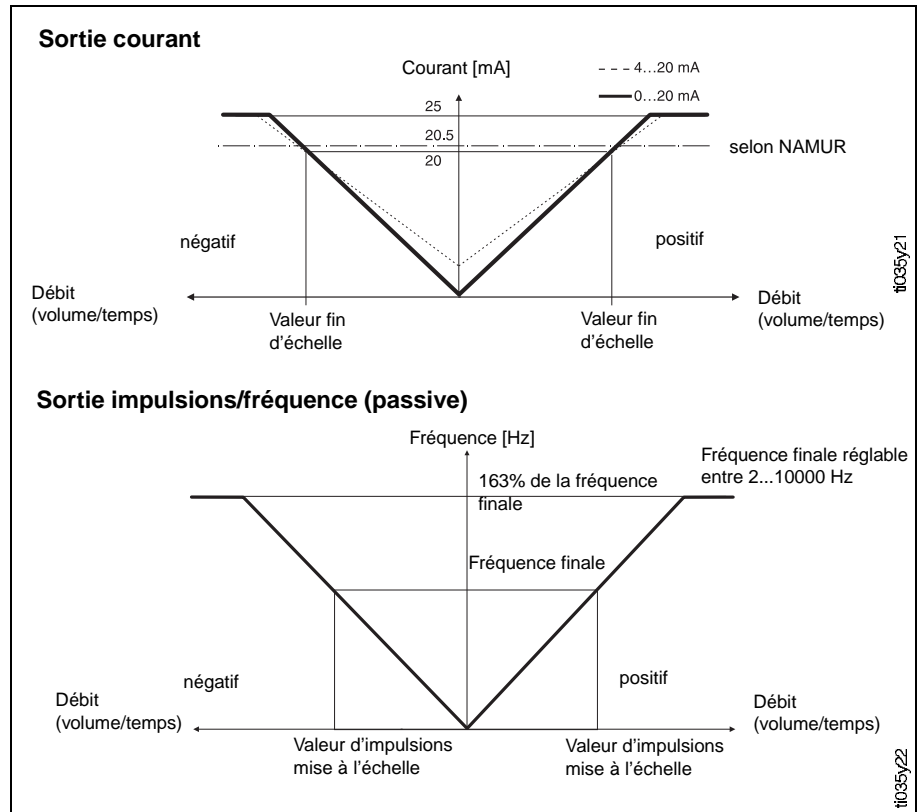 Sortie courant
Courant [mA]
4...20 mA
0...20 mA
25
20.5
20
selon NAMUR
négatif
positif
Débit
(volume/temps)
Débit
(volume/temps)
Valeur fin
d'échelle
Valeur fin
d'échelle
ti035y21
Sortie impulsions/fréquence (passive)
Fréquence [Hz]
Fréquence finale réglable
entre 2...10000 Hz
163% de la fréquence
finale
Fréquence finale
négatif
positif
Débit
(volume/temps)
Débit
(volume/temps)
Valeur d'impulsions
mise à l'échelle
Valeur d'impulsions
mise à l'échelle
ti035y22